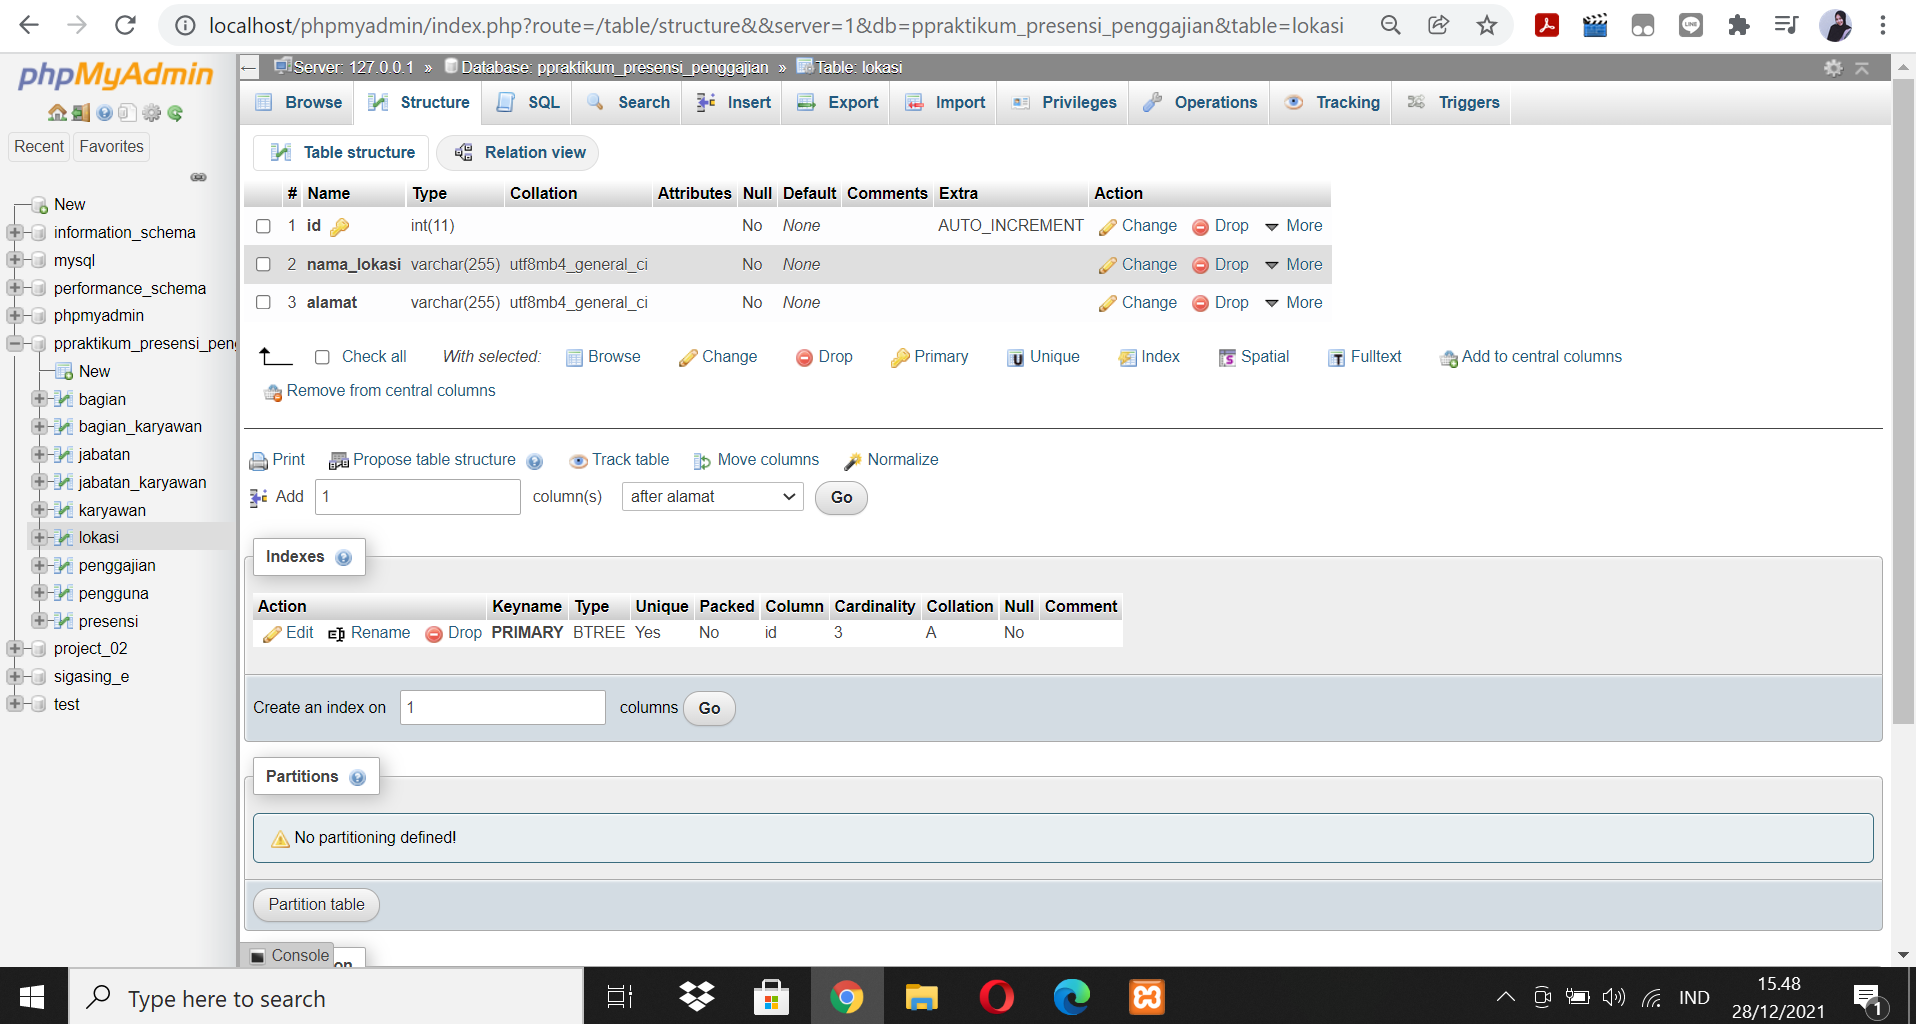 localhost/phpmyadmin/index.php?route=/table/structure&&server=1&db=ppraktikum_presensi_penggajian&table=lokasi
phpMyAdmin
Recent Favorites
New
information_schema
mysql
performance_schema
phpmyadmin
ppraktikum_presensi_peng
New
bagian
bagian_karyawan
jabatan
jabatan_karyawan
karyawan
lokasi
penggajian
pengguna
presensi
project_02
sigasing_e
test
Server: 127.0.0.1 » Database: ppraktikum_presensi_penggajian » Table: lokasi
Browse Structure SQL Search Insert Export Import Privileges Operations Tracking Triggers
Table structure Relation view
# Name Type Collation Attributes Null Default Comments Extra Action
1 id int(11) No None AUTO_INCREMENT Change Drop More
2 nama_lokasi varchar(255) utf8mb4_general_ci No None Change Drop More
3 alamat varchar(255) utf8mb4_general_ci No None Change Drop More
Check all With selected: Browse Change Drop Primary Unique Index Spatial Fulltext Add to central columns
Remove from central columns
Print Propose table structure Track table Move columns Normalize
Add 1 column(s) after alamat Go
Indexes
Action Keyname Type Unique Packed Column Cardinality Collation Null Comment
Edit Rename Drop PRIMARY BTREE Yes No id 3 A No
Create an index on 1 columns Go
Partitions
No partitioning defined!
Partition table
Console
Type here to search
IND
15.48
28/12/2021
1